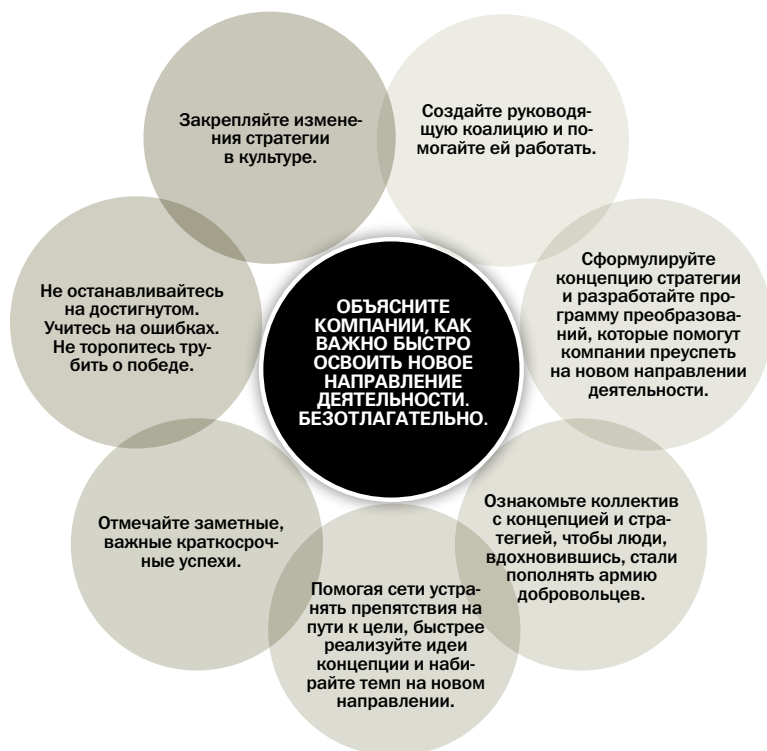 ОБЪЯСНИТЕ
КОМПАНИИ, КАК
ВАЖНО БЫСТРО
ОСВОИТЬ НОВОЕ
НАПРАВЛЕНИЕ
ДЕЯТЕЛЬНОСТИ.
БЕЗОТЛАГАТЕЛЬНО.
Создайте руководя-
щую коалицию и по-
могайте ей работать.
Сформулируйте
концепцию стратегии
и разработайте про-
грамму преобразова-
ний, которые помогут
компании преуспеть
на новом направлении
деятельности.
Ознакомьте коллектив
с концепцией и стра-
тегией, чтобы люди,
вдохновившись, стали
пополнять армию
добровольцев.
Помогая сети устра-
нять препятствия на
пути к цели, быстрее
реализуйте идеи
концепции и наби-
райте темп на новом
направлении.
Отмечайте заметные,
важные краткосроч-
ные успехи.
Не останавливайтесь
на достигнутом.
Учитесь на ошибках.
Не торопитесь тру-
бить о победе.
Закрепляйте измене-
ния стратегии
в культуре.